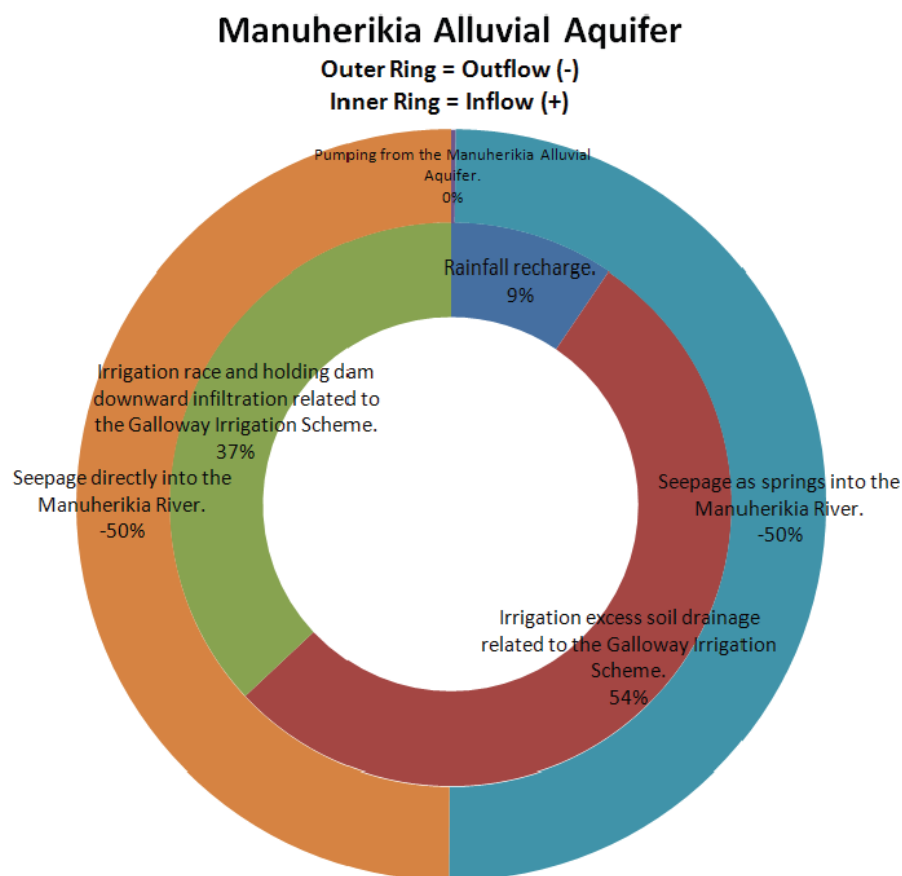 Manuherikia Alluvial Aquifer
Outer Ring = Outflow (-)
Inner Ring = Inflow (+)
Pumping from the Manuherikia Alluvial
Aquifer.
0%
Rainfall recharge.
9%
Irrigation race and holding dam
downward infiltration related to
the Galloway Irrigation Scheme.
37%
Seepage directly into the
Manuherikia River.
-50%
Seepage as springs into the
Manuherikia River.
-50%
Irrigation excess soil drainage
related to the Galloway Irrigation
Scheme.
54%